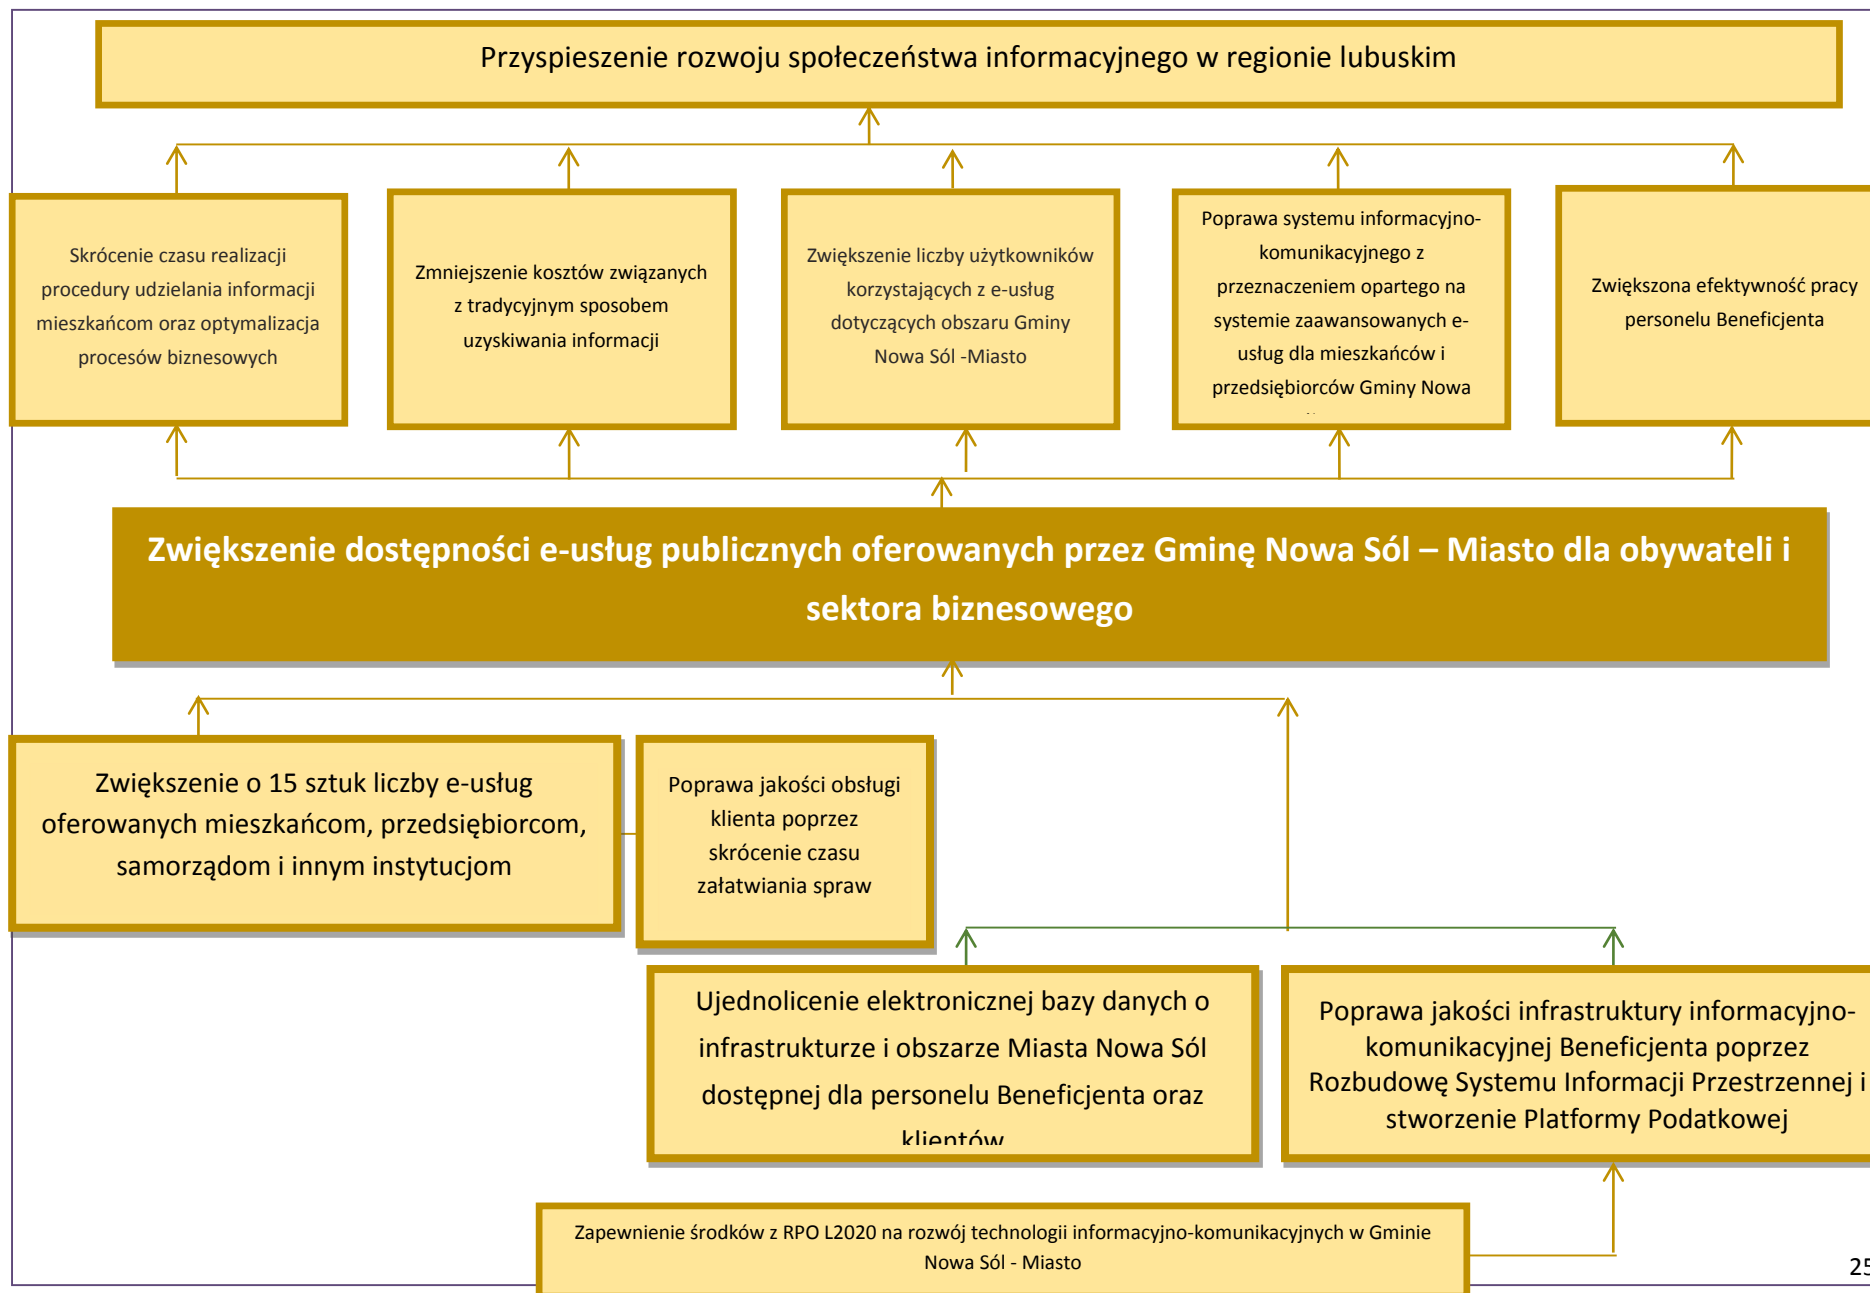 Przyspieszenie rozwoju społeczeństwa informacyjnego w regionie lubuskim
Skrócenie czasu realizacji
procedury udzielania informacji
mieszkańcom oraz optymalizacja
procesów biznesowych
Zmniejszenie kosztów związanych
z tradycyjnym sposobem
uzyskiwania informacji
Zwiększenie liczby użytkowników
korzystających z e-usług
dotyczących obszaru Gminy
Nowa Sól -Miasto
Poprawa systemu informacyjno-
komunikacyjnego z
przeznaczeniem opartego na
systemie zaawansowanych e-
usług dla mieszkańców i
przedsiębiorców Gminy Nowa
Zwiększona efektywność pracy
personelu Beneficjenta
Zwiększenie dostępności e-usług publicznych oferowanych przez Gminę Nowa Sól – Miasto dla obywateli i
sektora biznesowego
Zwiększenie o 15 sztuk liczby e-usług
oferowanych mieszkańcom, przedsiębiorcom,
samorządom i innym instytucjom
Poprawa jakości obsługi
klienta poprzez
skrócenie czasu
załatwiania spraw
Ujednolicenie elektronicznej bazy danych o
infrastrukturze i obszarze Miasta Nowa Sól
dostępnej dla personelu Beneficjenta oraz
klientów
Poprawa jakości infrastruktury informacyjno-
komunikacyjnej Beneficjenta poprzez
Rozbudowę Systemu Informacji Przestrzennej i
stworzenie Platformy Podatkowej
Zapewnienie środków z RPO L2020 na rozwój technologii informacyjno-komunikacyjnych w Gminie
Nowa Sól - Miasto
25